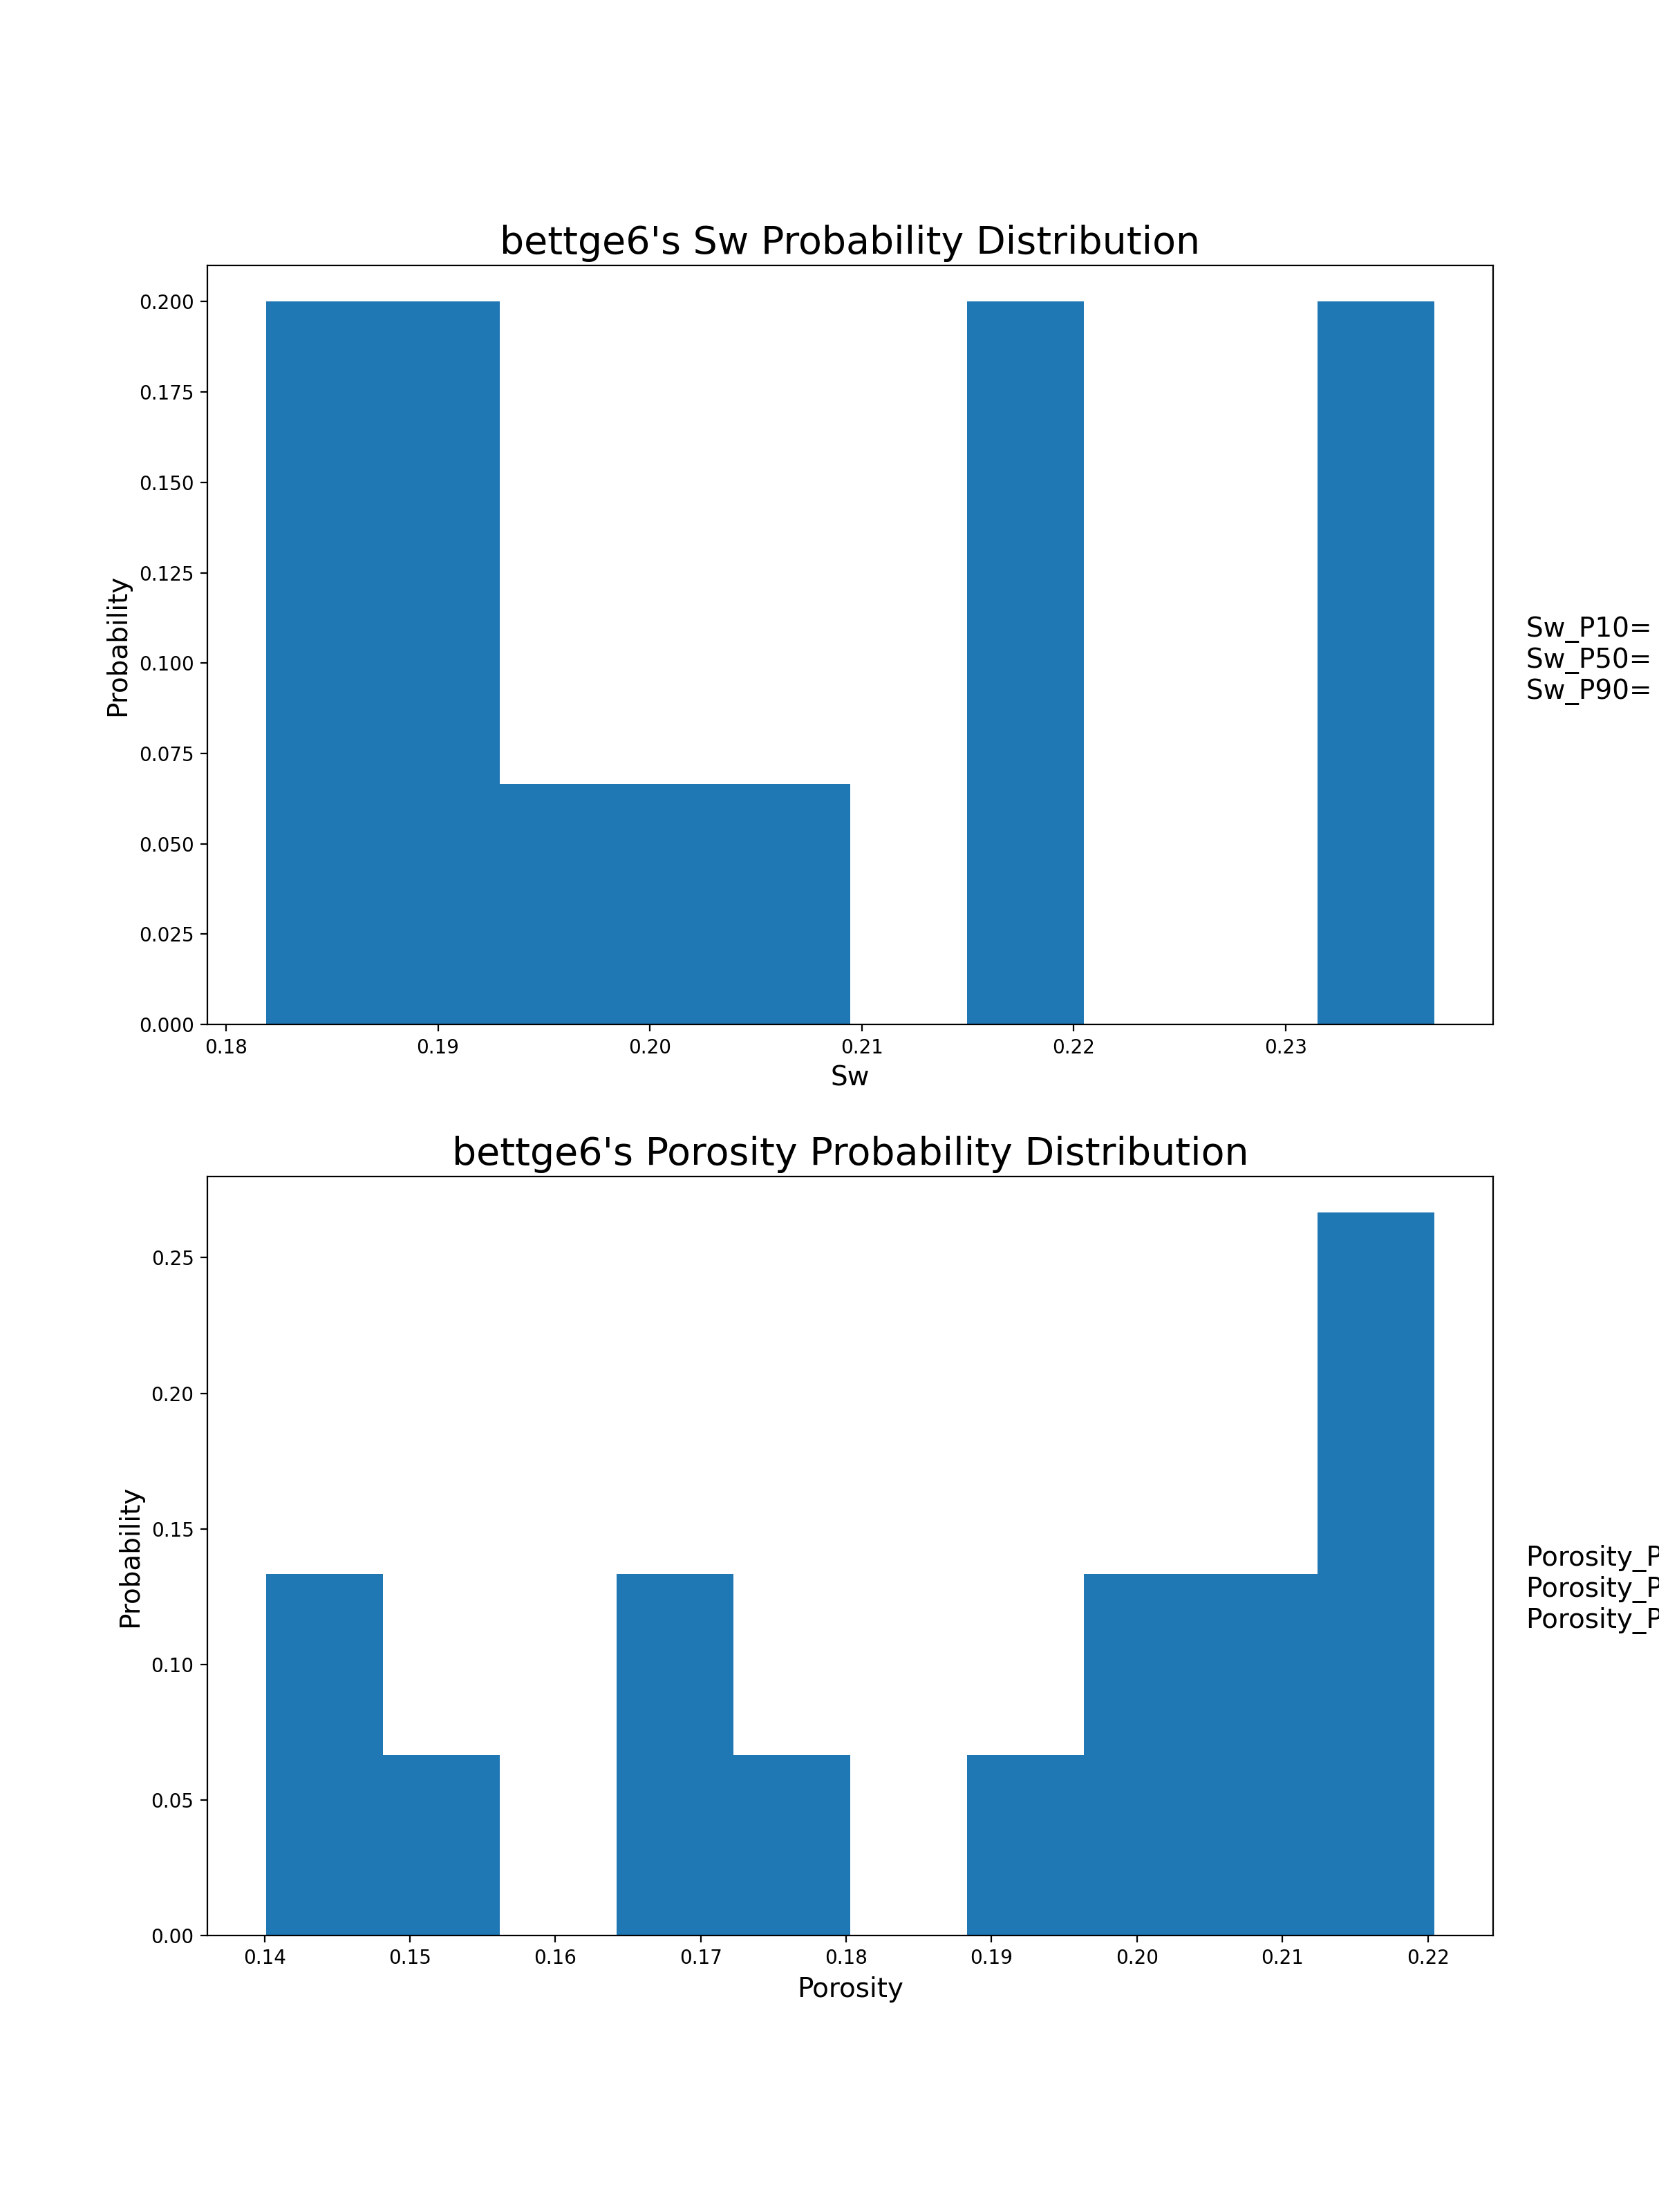 bettge6's Sw Probability Distribution
0.200
0.175
0.150
0.125
0.100
0.075
0.050
0.025
0.000
Probability
0.18 0.19 0.20 0.21 0.22 0.23
Sw
Sw_P10=
Sw_P50=
Sw_P90=
bettge6's Porosity Probability Distribution
0.25
0.20
0.15
0.10
0.05
0.00
Probability
0.14 0.15 0.16 0.17 0.18 0.19 0.20 0.21 0.22
Porosity
Porosity_P
Porosity_P
Porosity_P